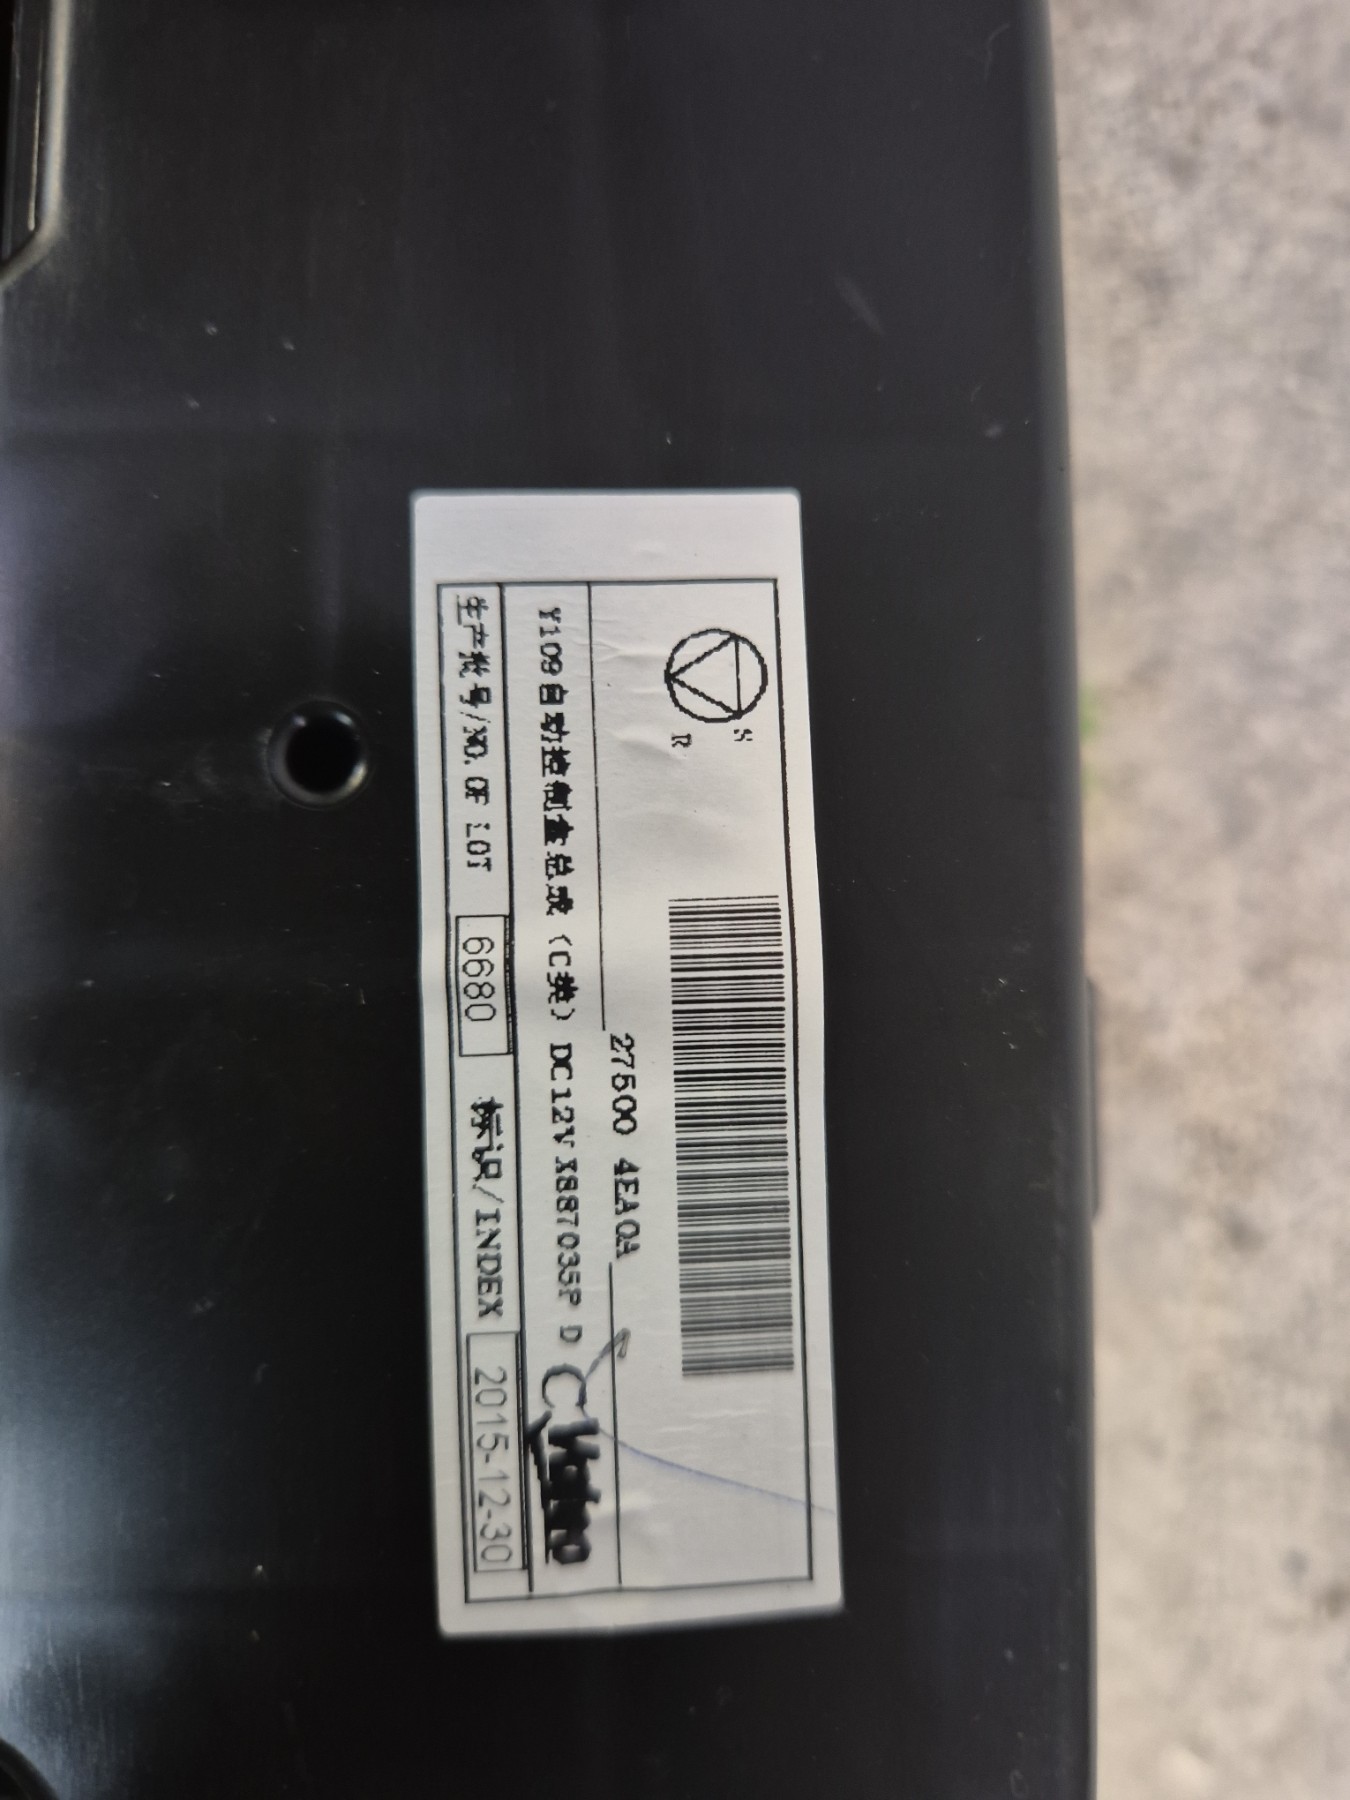 S
R
27500 4EA0A
Y109自动控制盒总成（C类）DC12V X887035P D
生产批号/NO. OF LOT 6680 标识/INDEX 2015-12-30